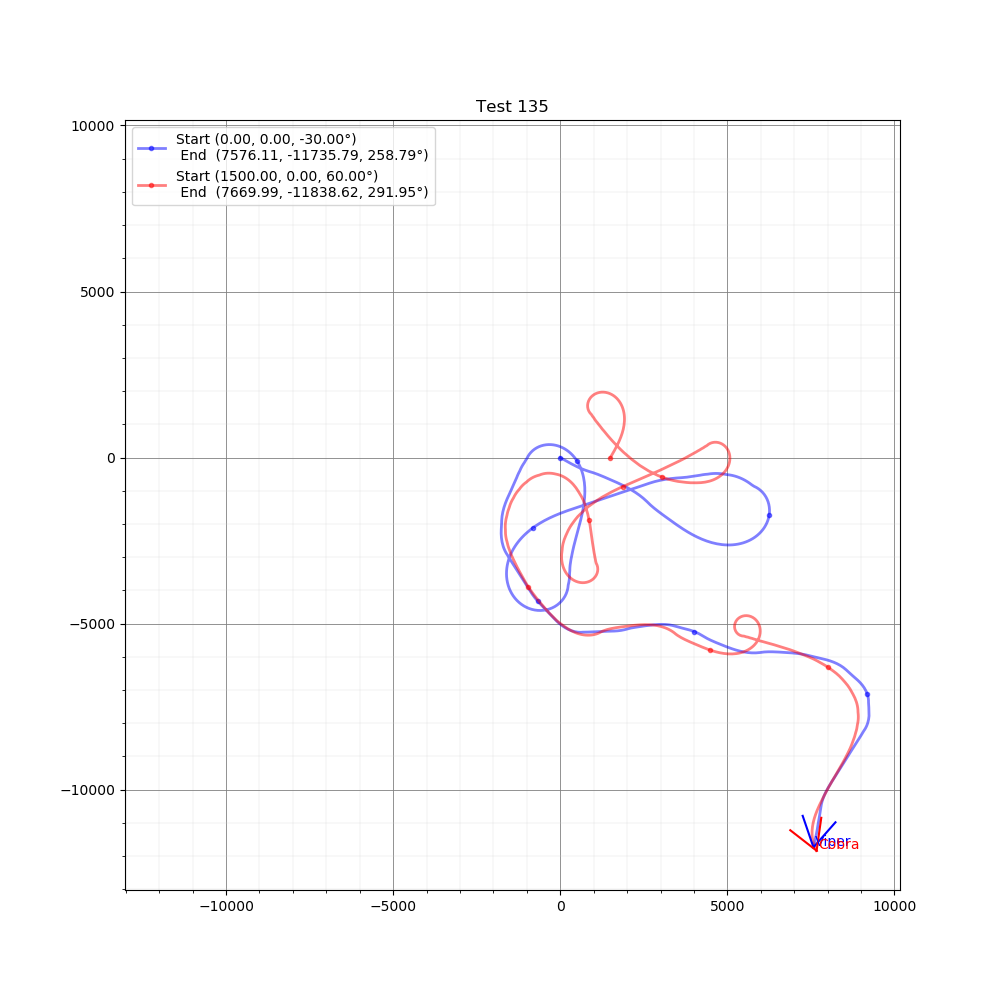 Test 135
Start (0.00, 0.00, -30.00°)
End (7576.11, -11735.79, 258.79°)
Start (1500.00, 0.00, 60.00°)
End (7669.99, -11838.62, 291.95°)
10000
5000
0
−5000
−10000
Cobra
−10000
−5000
0
5000
10000